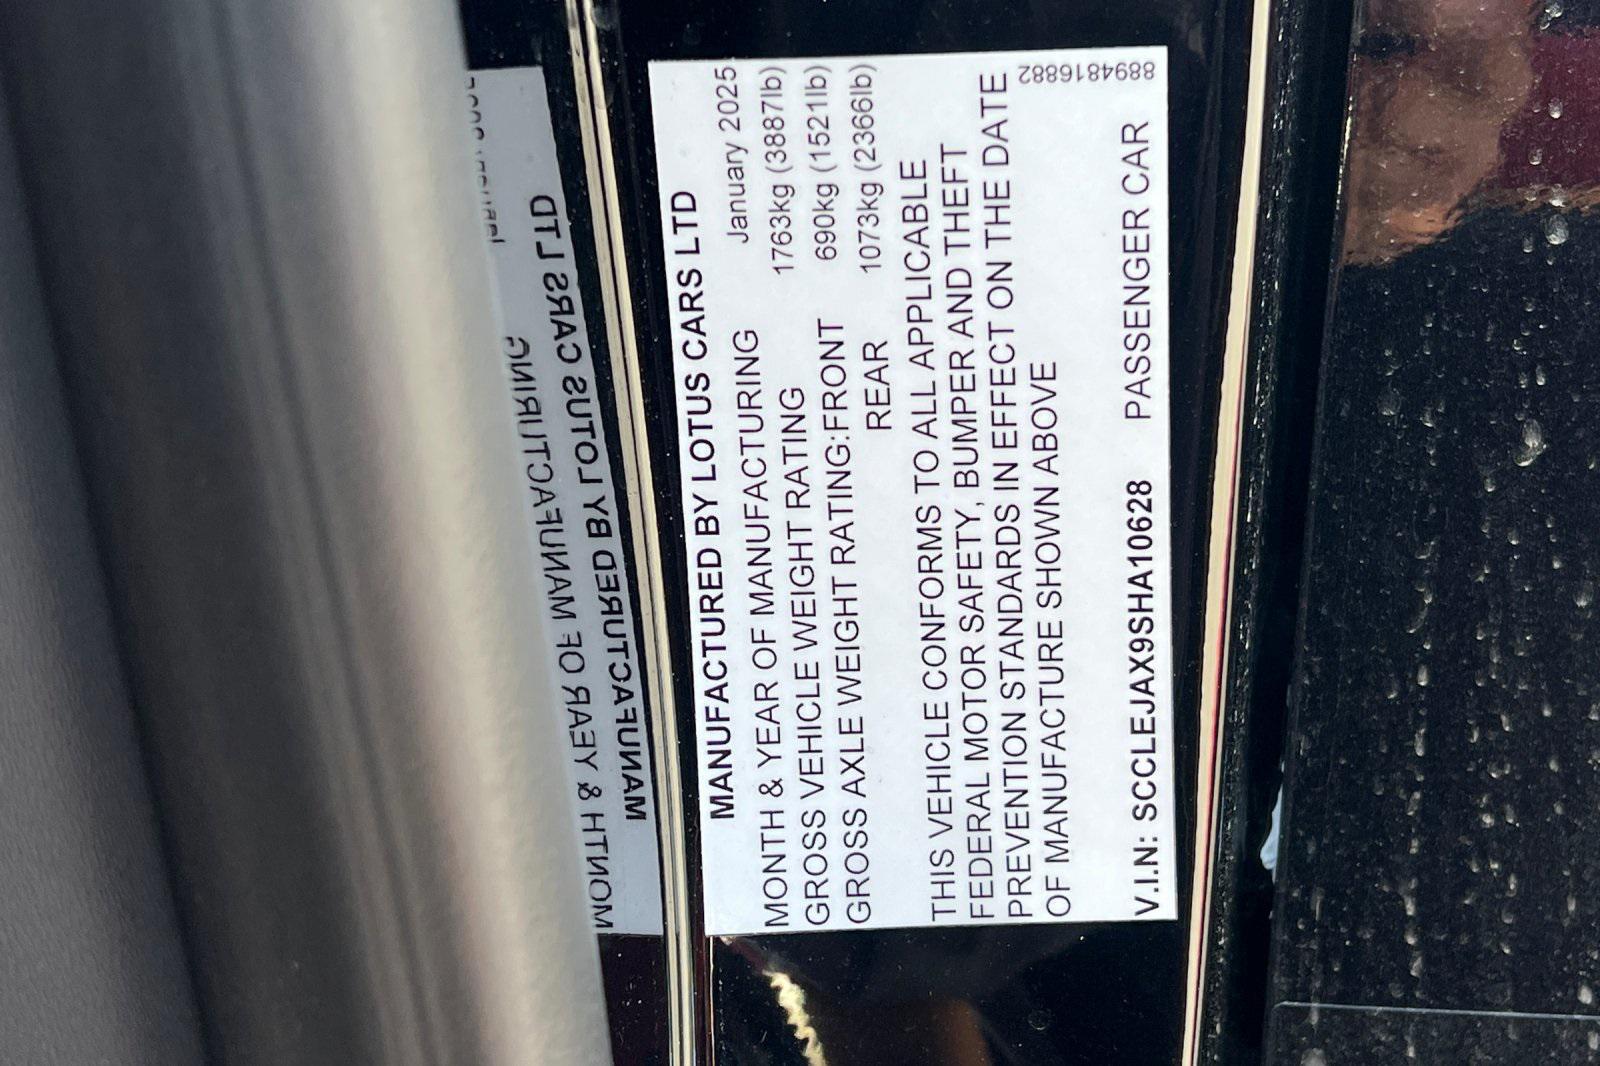 MANUFACTURED BY LOTUS CARS LTD
MONTH & YEAR OF MANUFACTURING January 2025
GROSS VEHICLE WEIGHT RATING 1763kg (3887lb)
GROSS AXLE WEIGHT RATING:FRONT 690kg (1521lb)
REAR 1073kg (2366lb)
THIS VEHICLE CONFORMS TO ALL APPLICABLE
FEDERAL MOTOR SAFETY, BUMPER AND THEFT
PREVENTION STANDARDS IN EFFECT ON THE DATE
OF MANUFACTURE SHOWN ABOVE
V.I.N: SCCLEJAX9SHA10628 PASSENGER CAR
8894816882
MANUFACTURED BY LOTUS CARS LTD
MONTH & YEAR OF MANUFACTURING January